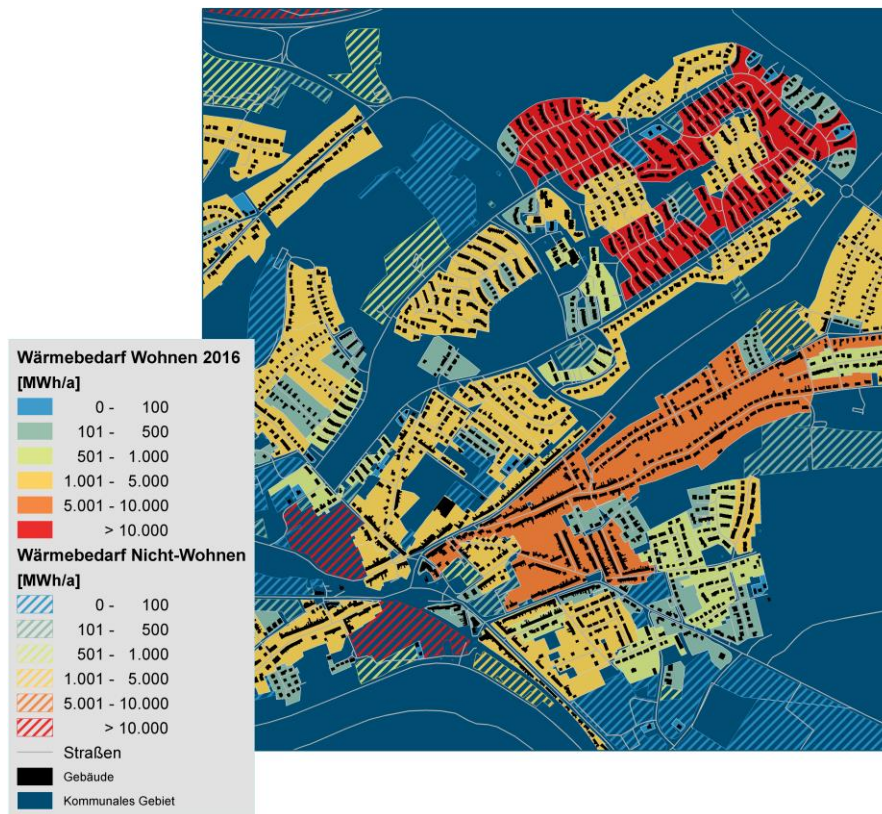 Wärmebedarf Wohnen 2016
[MWh/a]
0 - 100
101 - 500
501 - 1.000
1.001 - 5.000
5.001 - 10.000
> 10.000
Wärmebedarf Nicht-Wohnen
[MWh/a]
0 - 100
101 - 500
501 - 1.000
1.001 - 5.000
5.001 - 10.000
> 10.000
Straßen
Gebäude
Kommunales Gebiet